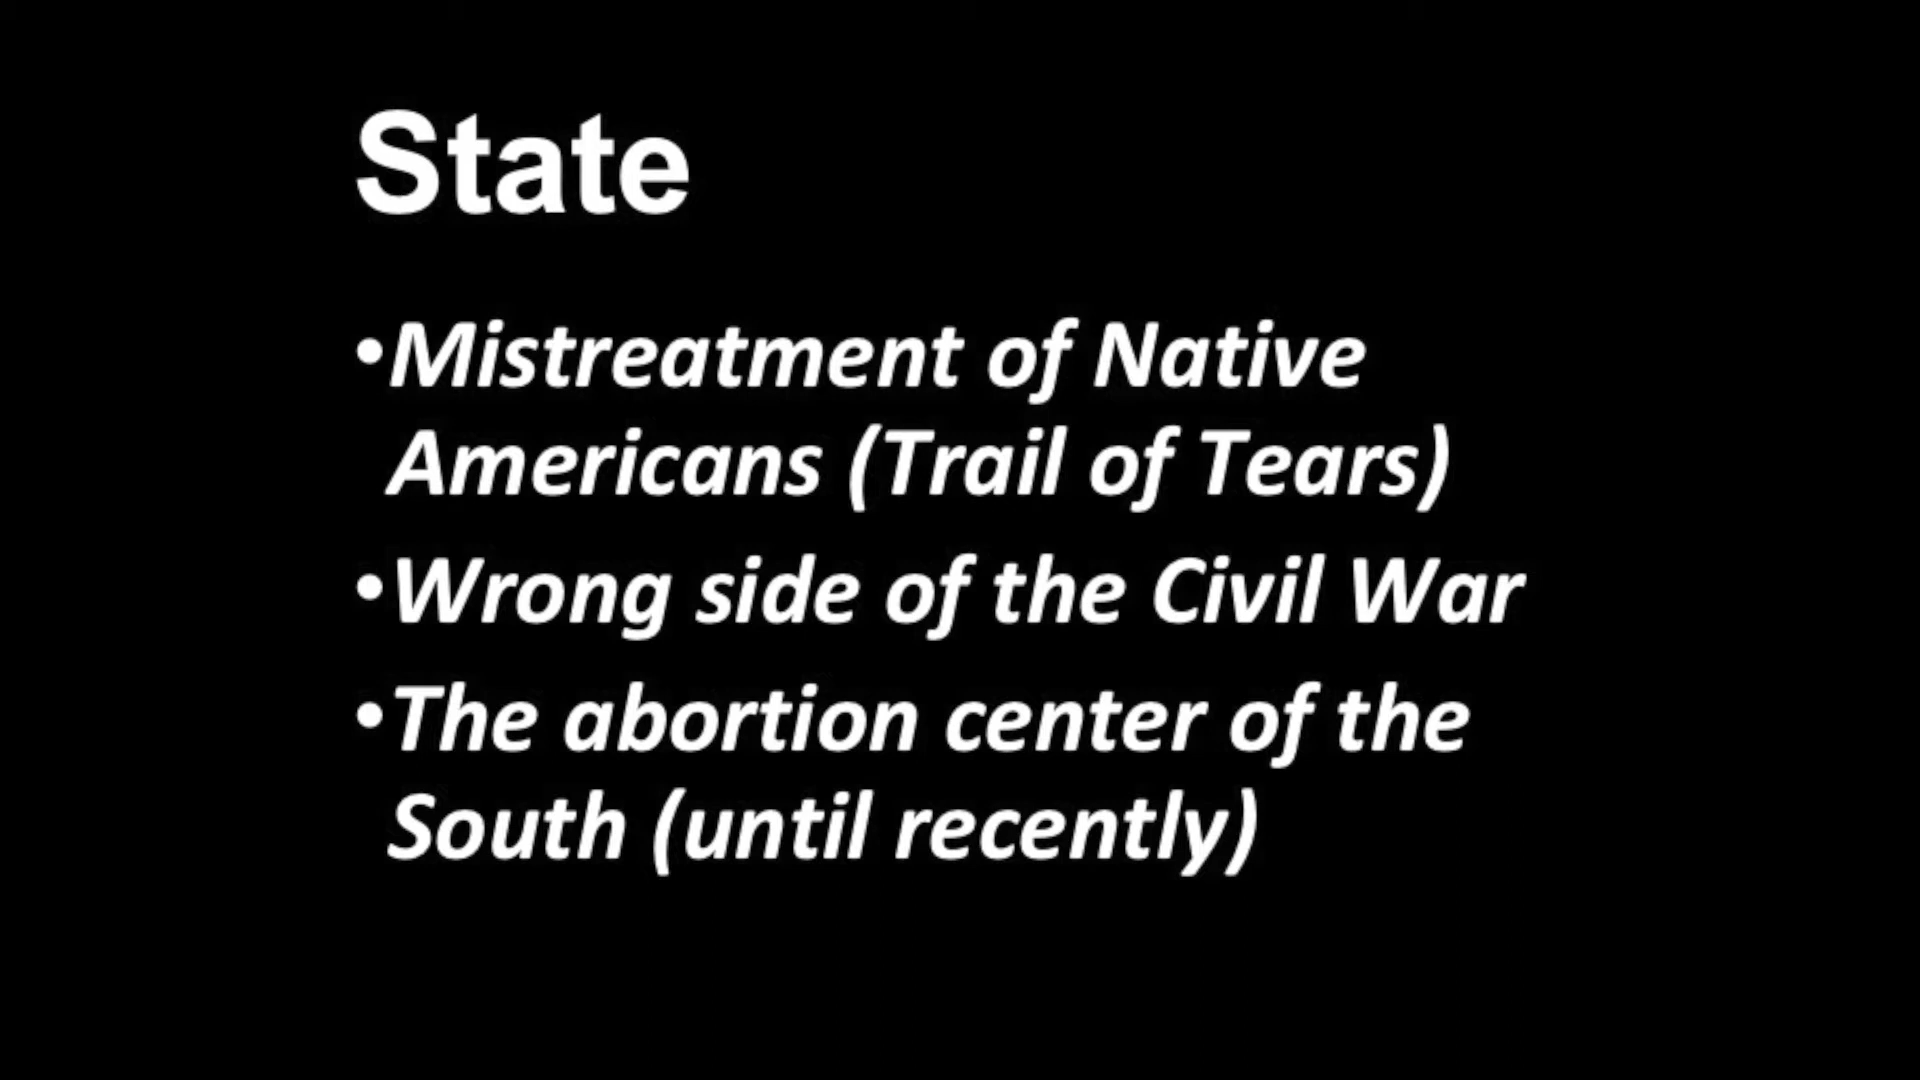 State
•Mistreatment of Native
Americans (Trail of Tears)
•Wrong side of the Civil War
•The abortion center of the
South (until recently)